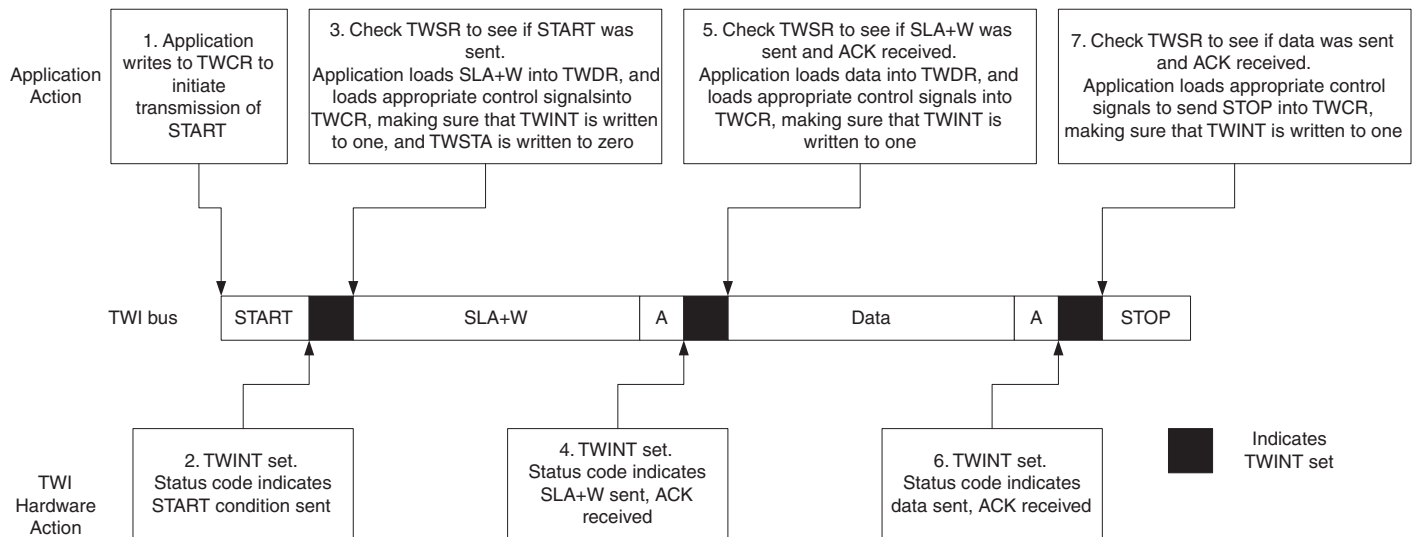 Application
Action
1. Application
writes to TWCR to
initiate
transmission of
START
3. Check TWSR to see if START was
sent.
Application loads SLA+W into TWDR, and
loads appropriate control signalsinto
TWCR, making sure that TWINT is written
to one, and TWSTA is written to zero
5. Check TWSR to see if SLA+W was
sent and ACK received.
Application loads data into TWDR, and
loads appropriate control signals into
TWCR, making sure that TWINT is
written to one
7. Check TWSR to see if data was sent
and ACK received.
Application loads appropriate control
signals to send STOP into TWCR,
making sure that TWINT is written to one
TWI bus
START
SLA+W
A
Data
A
STOP
TWI
Hardware
Action
2. TWINT set.
Status code indicates
START condition sent
4. TWINT set.
Status code indicates
SLA+W sent, ACK
received
6. TWINT set.
Status code indicates
data sent, ACK received
Indicates
TWINT set